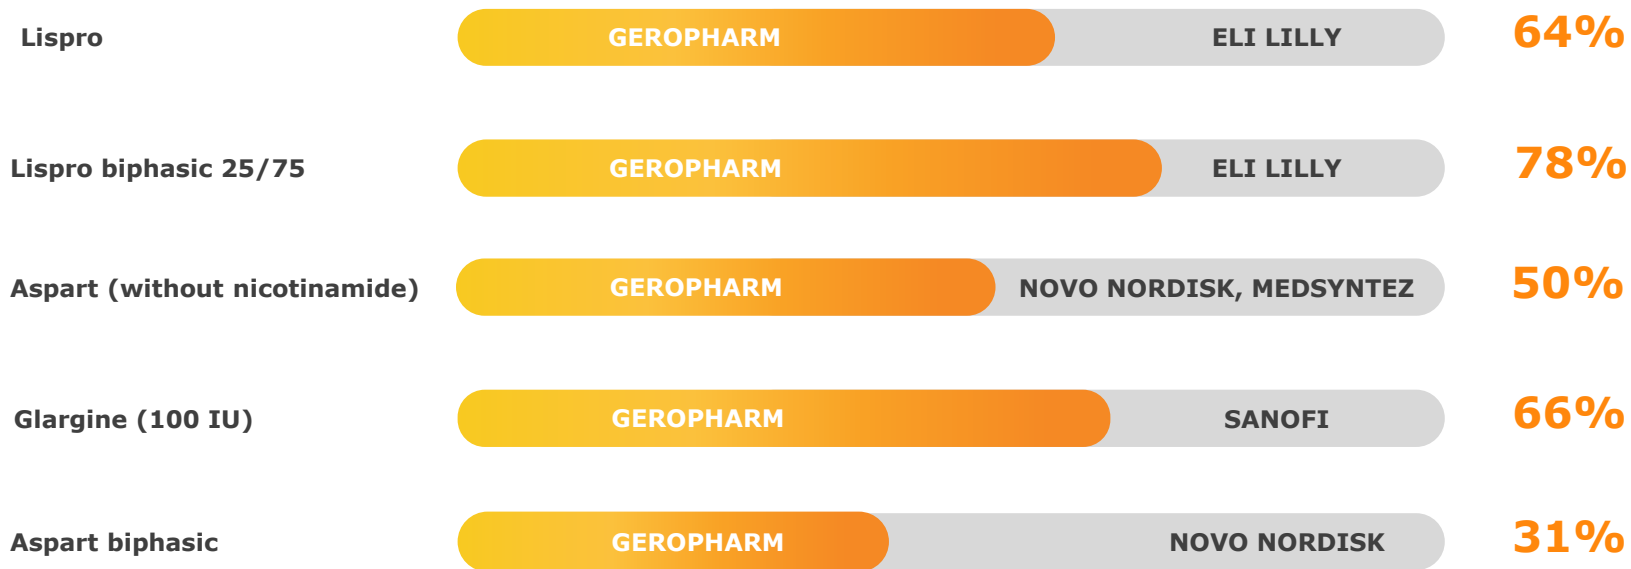 Lispro GEROPHARM ELI LILLY 64%
Lispro biphasic 25/75 GEROPHARM ELI LILLY 78%
Aspart (without nicotinamide) GEROPHARM NOVO NORDISK, MEDSYNTEZ 50%
Glargine (100 IU) GEROPHARM SANOFI 66%
Aspart biphasic GEROPHARM NOVO NORDISK 31%